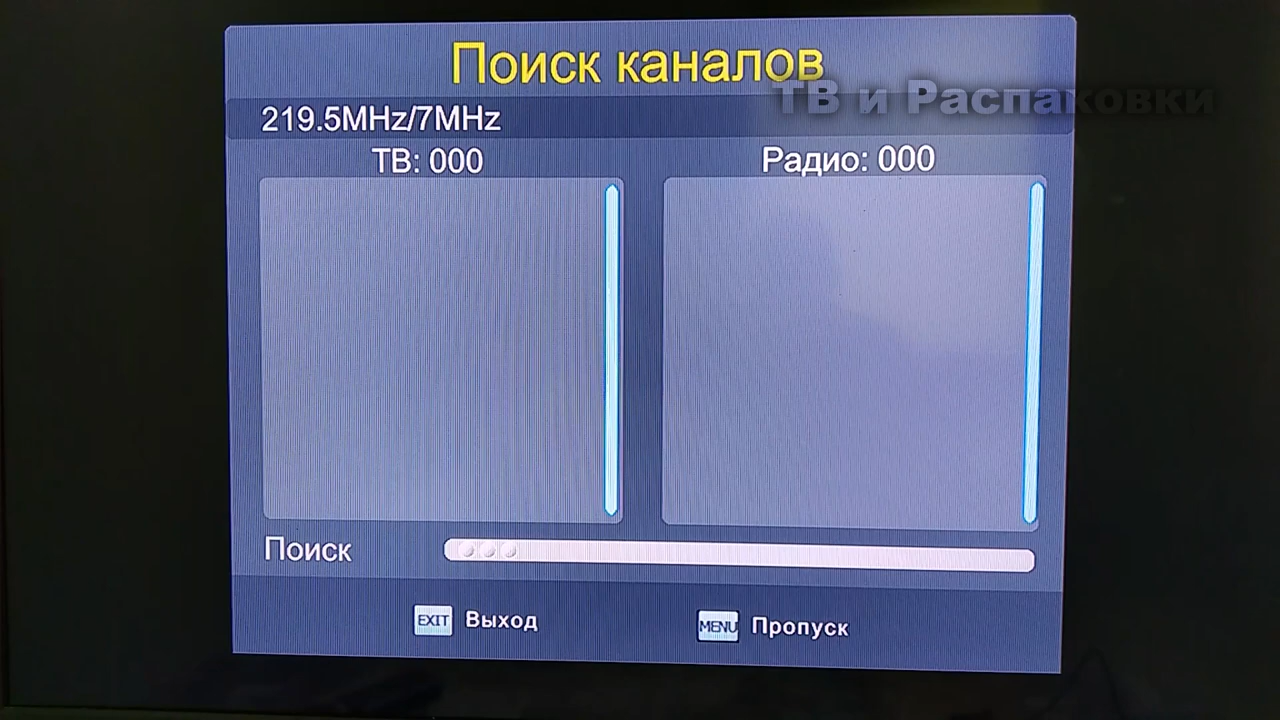 Поиск каналов
ТВ и Распаковки
219.5MHz/7MHz
ТВ: 000
Радио: 000
Поиск
EXIT Выход
MENU Пропуск